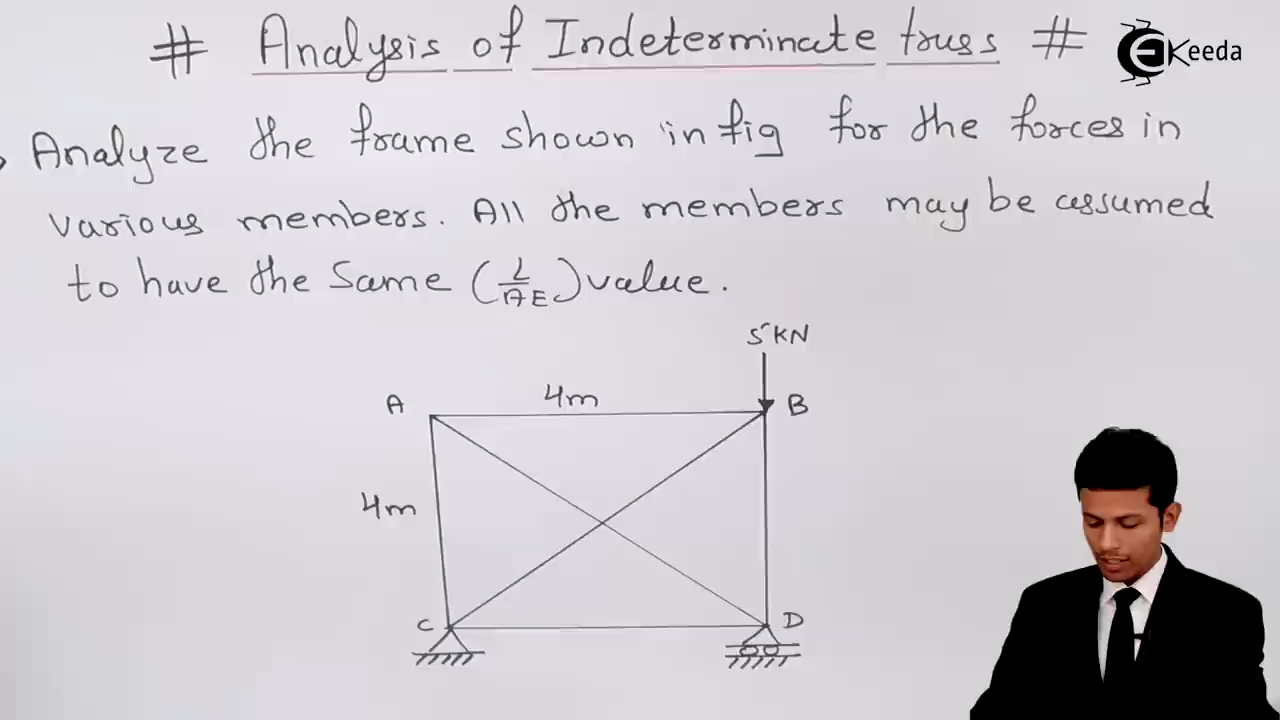 # Analysis of Indeterminate truss #
EKeeda
Analyze the frame shown in fig for the forces in
various members. All the members may be assumed
to have the same (L/AE) value.
5 KN
A 4m B
4m
C D